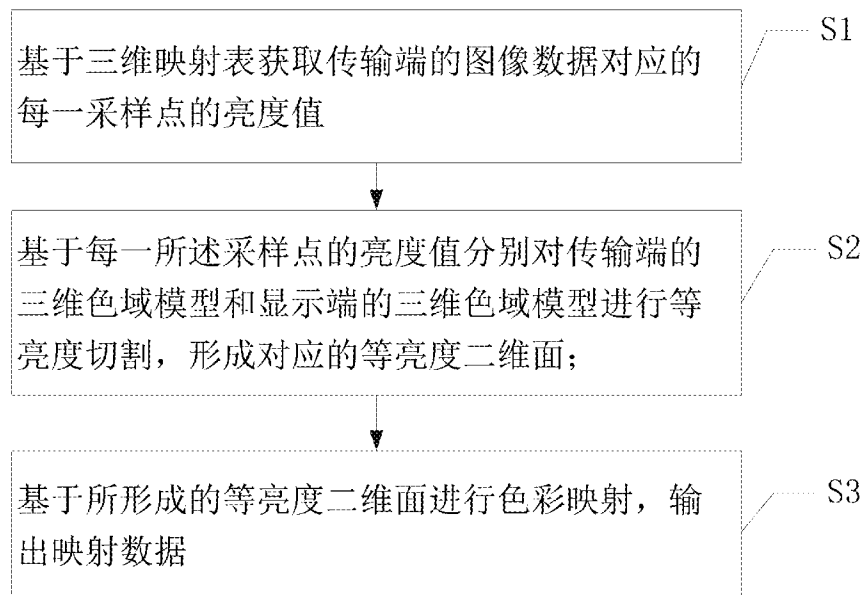 S1
基于三维映射表获取传输端的图像数据对应的
每一采样点的亮度值
S2
基于每一所述采样点的亮度值分别对传输端的
三维色域模型和显示端的三维色域模型进行等
亮度切割，形成对应的等亮度二维面；
S3
基于所形成的等亮度二维面进行色彩映射，输
出映射数据